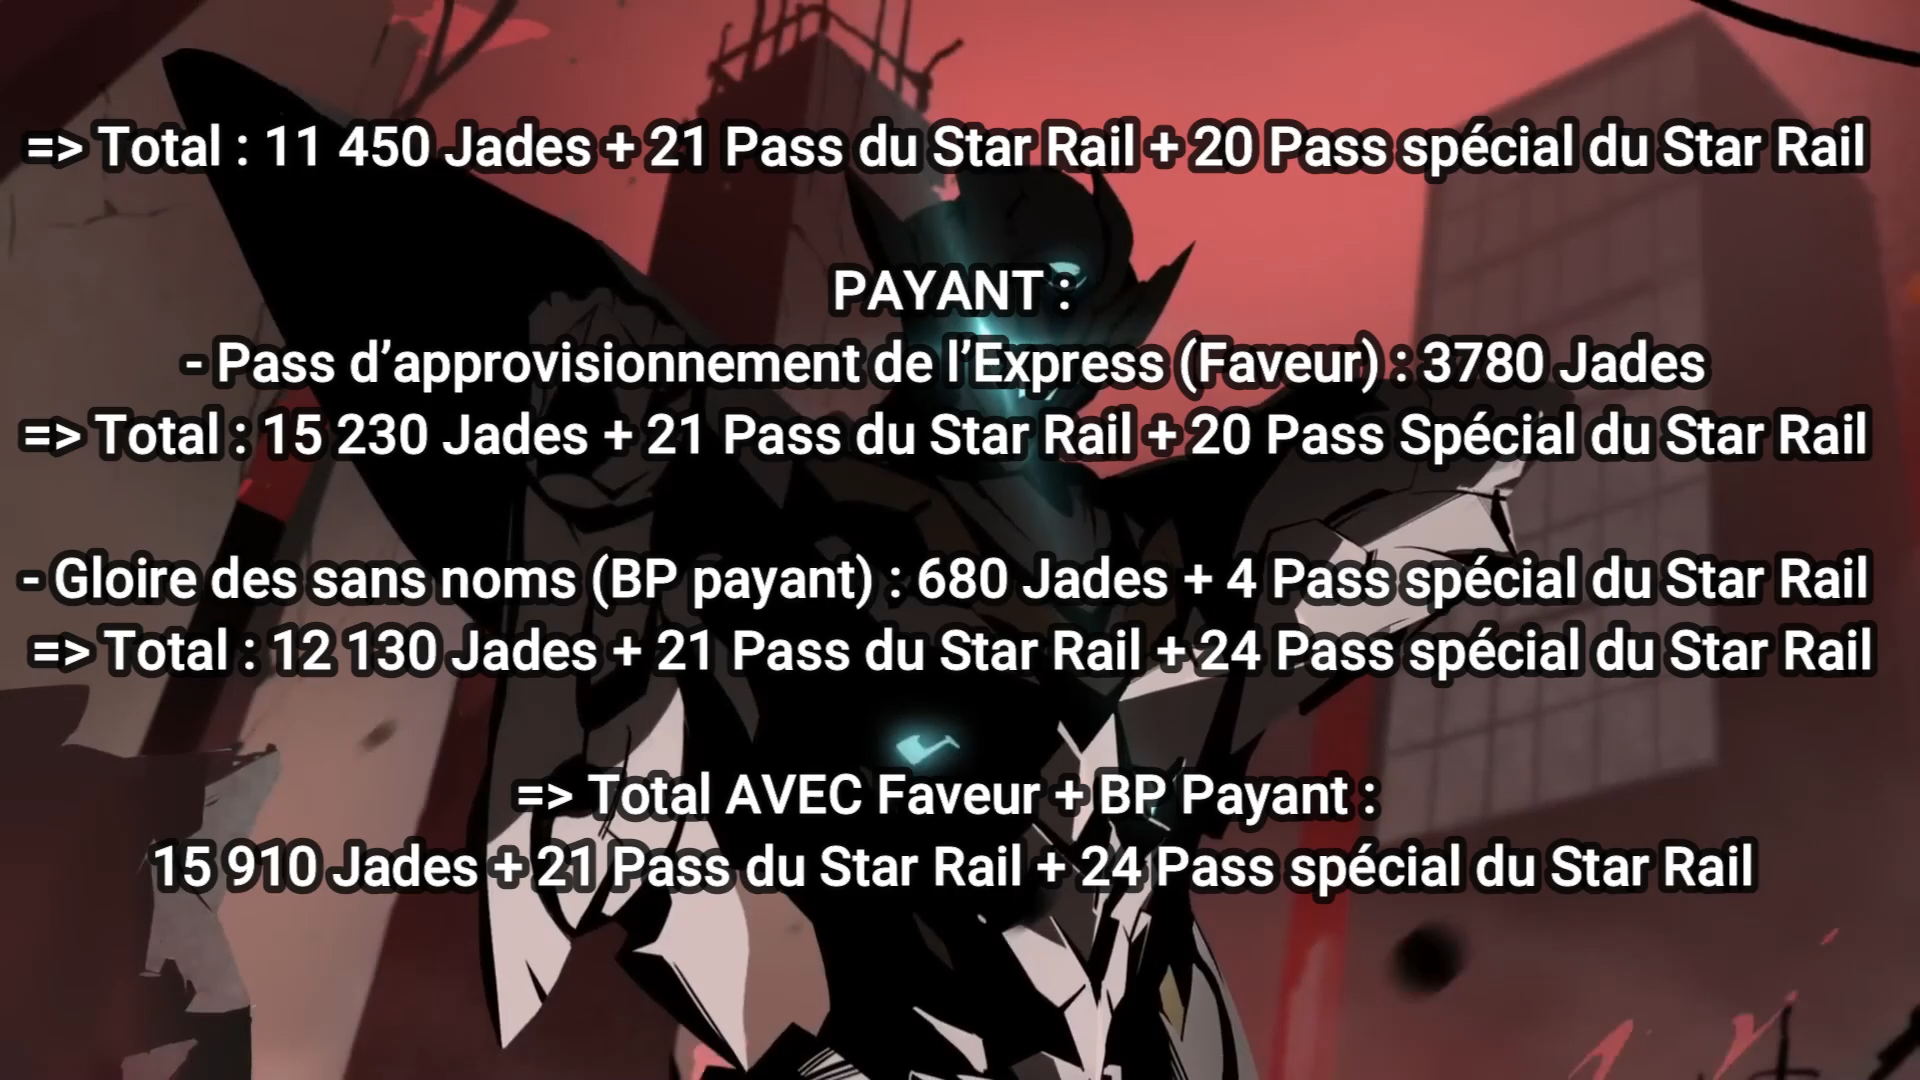 => Total : 11 450 Jades + 21 Pass du Star Rail + 20 Pass spécial du Star Rail
PAYANT :
- Pass d’approvisionnement de l’Express (Faveur) : 3780 Jades
=> Total : 15 230 Jades + 21 Pass du Star Rail + 20 Pass Spécial du Star Rail
- Gloire des sans noms (BP payant) : 680 Jades + 4 Pass spécial du Star Rail
=> Total : 12 130 Jades + 21 Pass du Star Rail + 24 Pass spécial du Star Rail
=> Total AVEC Faveur + BP Payant :
15 910 Jades + 21 Pass du Star Rail + 24 Pass spécial du Star Rail